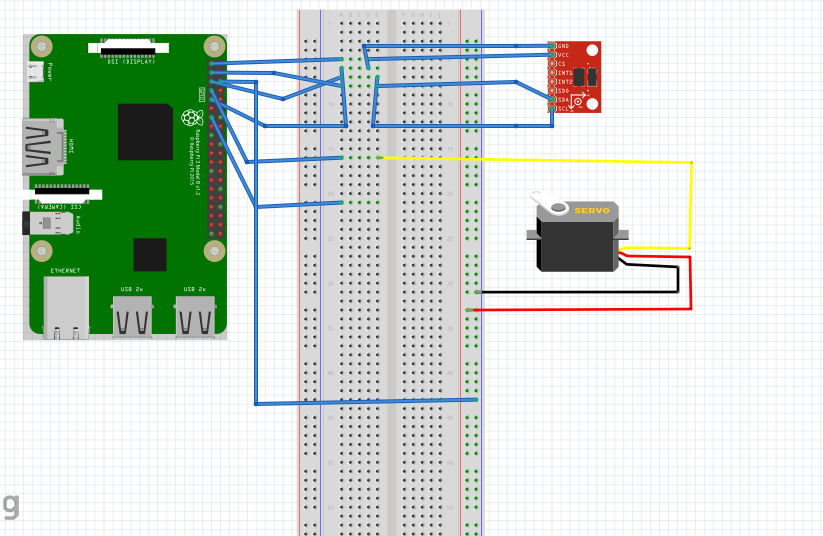 DSI (DISPLAY)
Power
GPIO
HDMI
Raspberry Pi 3 Model B v1.2
© Raspberry Pi 2015
CSI (CAMERA)
Audio
ETHERNET
USB 2x
USB 2x
GND
VCC
CS
INT1
INT2
SDO
SDA
SCL
SERVO
g